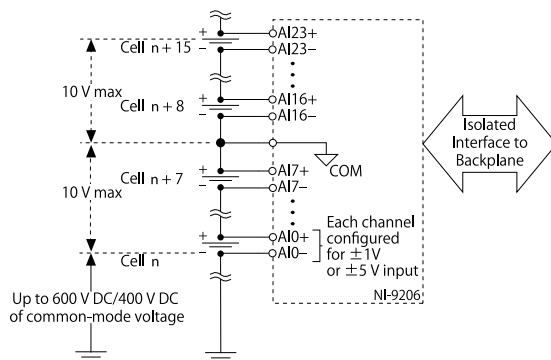 + AI23+
Cell n + 15 − AI23−
10 V max
+ AI16+
Cell n + 8 − AI16−
COM
Isolated
Interface to
Backplane
+ AI7+
Cell n + 7 − AI7−
10 V max
+ AI0+
− AI0−
Cell n
Each channel
configured
for ±1V
or ±5 V input
NI-9206
Up to 600 V DC/400 V DC
of common-mode voltage